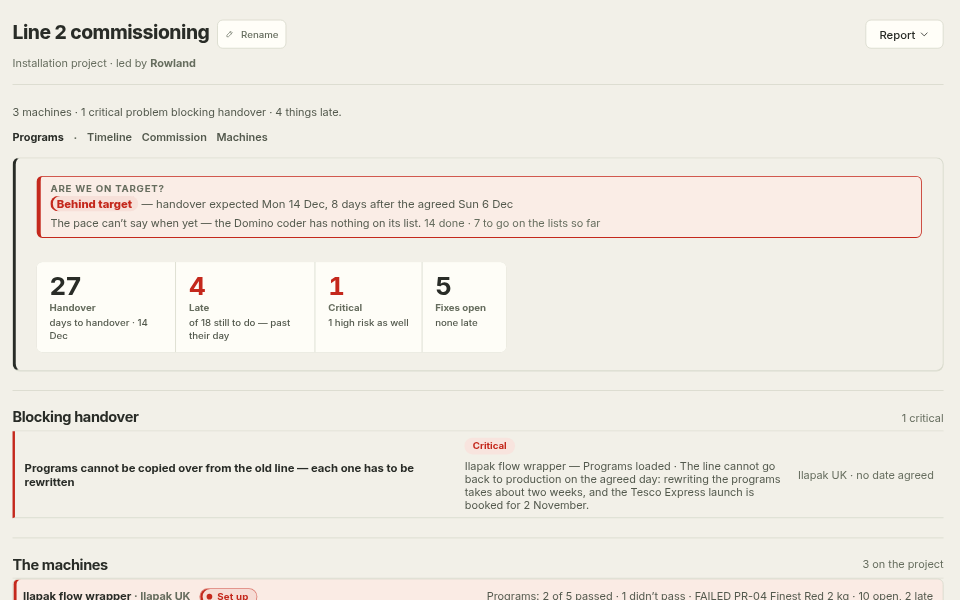 Line 2 commissioning
Rename
Report
Installation project · led by Rowland
3 machines · 1 critical problem blocking handover · 4 things late.
Programs · Timeline Commission Machines
ARE WE ON TARGET?
Behind target — handover expected Mon 14 Dec, 8 days after the agreed Sun 6 Dec
The pace can't say when yet — the Domino coder has nothing on its list. 14 done · 7 to go on the lists so far
27
Handover
days to handover · 14
Dec
4
Late
of 18 still to do — past
their day
1
Critical
1 high risk as well
5
Fixes open
none late
Blocking handover
1 critical
Programs cannot be copied over from the old line — each one has to be
rewritten
Critical
Ilapak flow wrapper — Programs loaded · The line cannot go
back to production on the agreed day: rewriting the programs
takes about two weeks, and the Tesco Express launch is
booked for 2 November.
Ilapak UK · no date agreed
The machines
3 on the project
Ilapak flow wrapper · Ilapak UK
Set up
Programs: 2 of 5 passed · 1 didn't pass · FAILED PR-04 Finest Red 2 kg · 10 open, 2 late